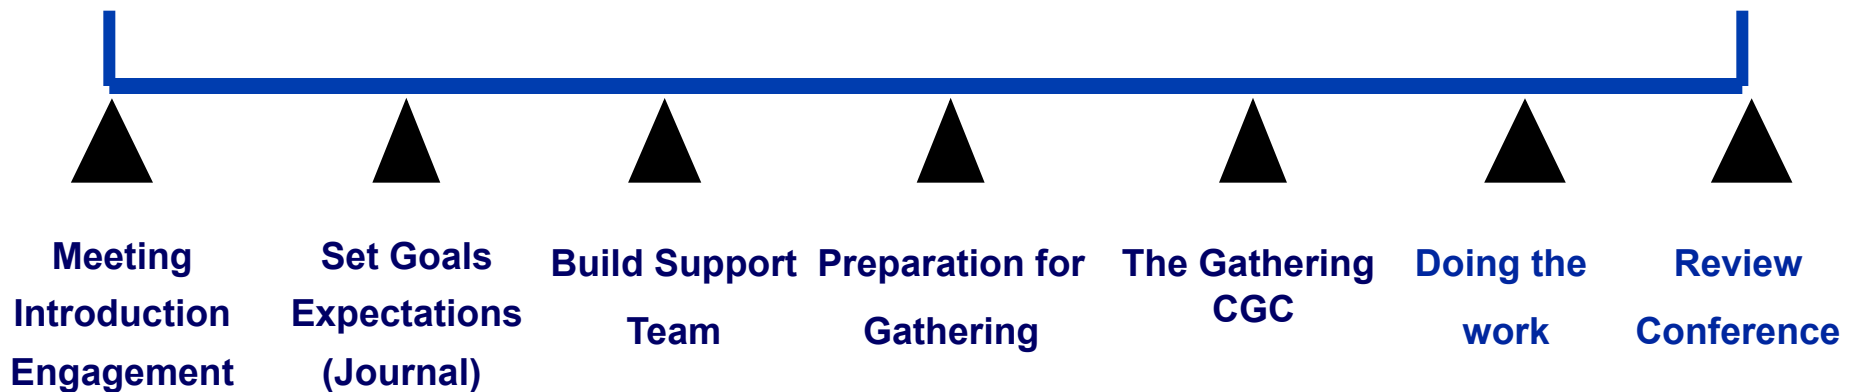 Meeting
Introduction
Engagement
Set Goals
Expectations
(Journal)
Build Support
Team
Preparation for
Gathering
The Gathering
CGC
Doing the
work
Review
Conference